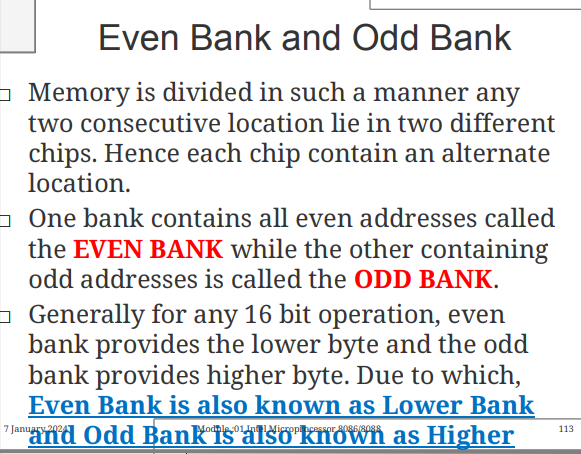 Even Bank and Odd Bank
Memory is divided in such a manner any
two consecutive location lie in two different
chips. Hence each chip contain an alternate
location.
One bank contains all even addresses called
the EVEN BANK while the other containing
odd addresses is called the ODD BANK.
Generally for any 16 bit operation, even
bank provides the lower byte and the odd
bank provides higher byte. Due to which,
Even Bank is also known as Lower Bank
and Odd Bank is also known as Higher
7 January 2024
Module :01 Intel Microprocessor 8086/8088
113